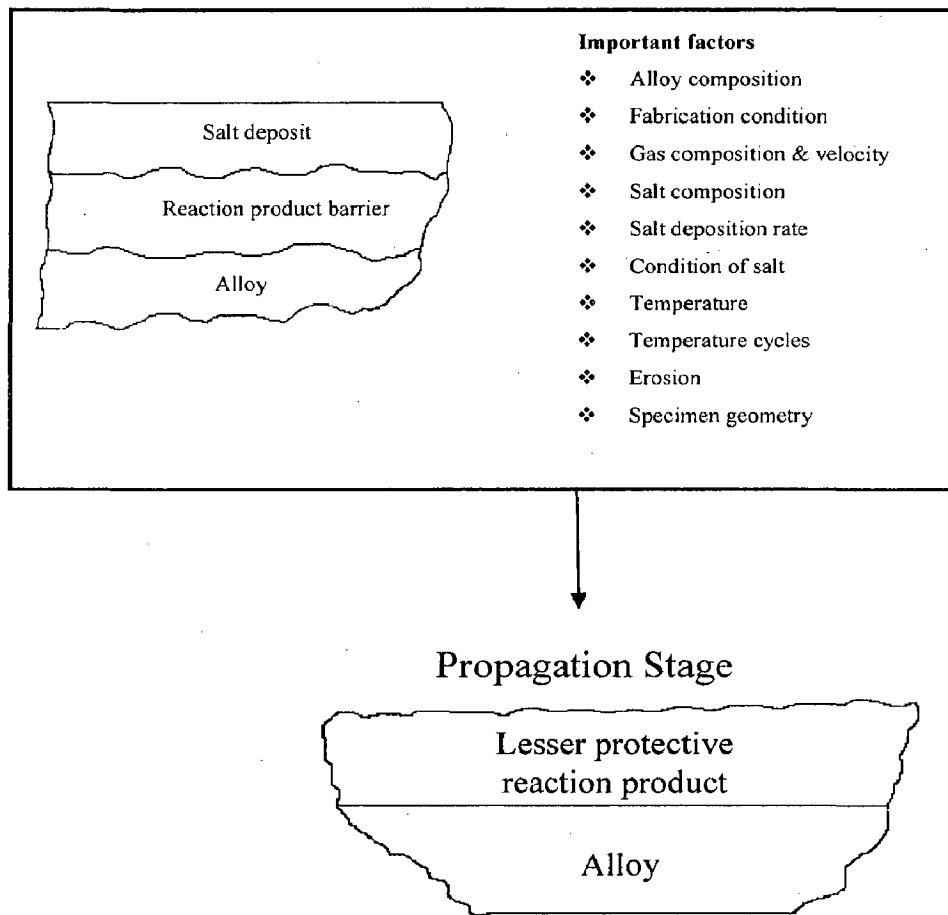 Important factors
❖ Alloy composition
❖ Fabrication condition
❖ Gas composition & velocity
❖ Salt composition
❖ Salt deposition rate
❖ Condition of salt
❖ Temperature
❖ Temperature cycles
❖ Erosion
❖ Specimen geometry
Salt deposit
Reaction product barrier
Alloy
Propagation Stage
Lesser protective
reaction product
Alloy